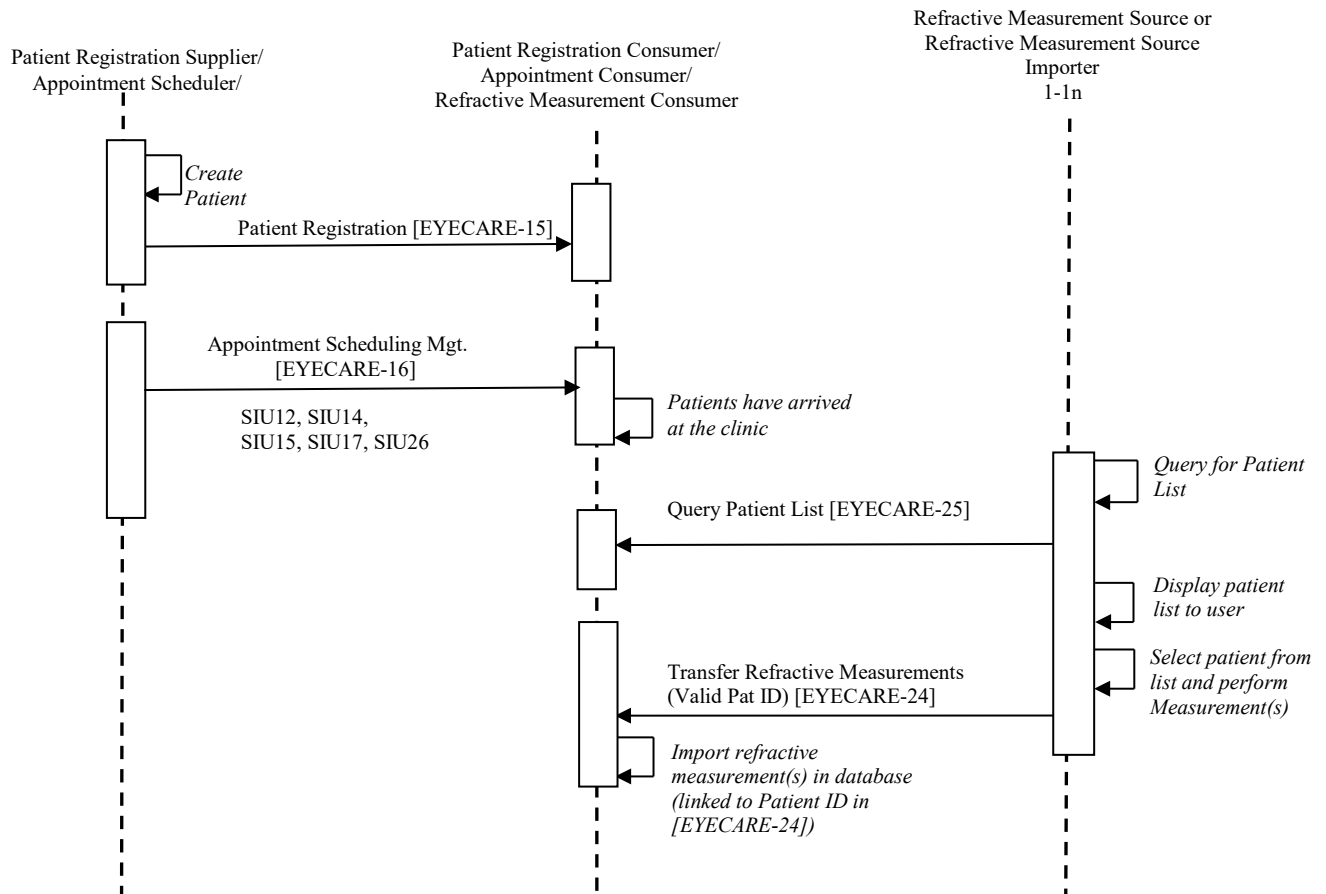 Patient Registration Supplier/
Appointment Scheduler/
Patient Registration Consumer/
Appointment Consumer/
Refractive Measurement Consumer
Refractive Measurement Source or
Refractive Measurement Source
Importer
1-1n
Create
Patient
Patient Registration [EYECARE-15]
Appointment Scheduling Mgt.
[EYECARE-16]
SIU12, SIU14,
SIU15, SIU17, SIU26
Patients have arrived
at the clinic
Query for Patient
List
Query Patient List [EYECARE-25]
Display patient
list to user
Select patient from
list and perform
Measurement(s)
Transfer Refractive Measurements
(Valid Pat ID) [EYECARE-24]
Import refractive
measurement(s) in database
(linked to Patient ID in
[EYECARE-24])